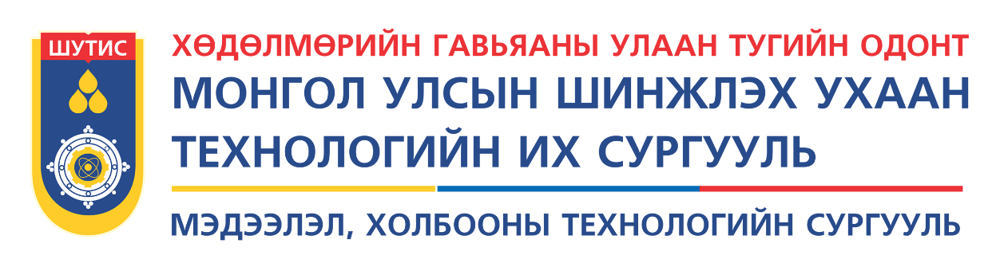 ШУТИС
ХӨДӨЛМӨРИЙН ГАВЬЯАНЫ УЛААН ТУГИЙН ОДОНТ
МОНГОЛ УЛСЫН ШИНЖЛЭХ УХААН
ТЕХНОЛОГИЙН ИХ СУРГУУЛЬ
МЭДЭЭЛЭЛ, ХОЛБООНЫ ТЕХНОЛОГИЙН СУРГУУЛЬ